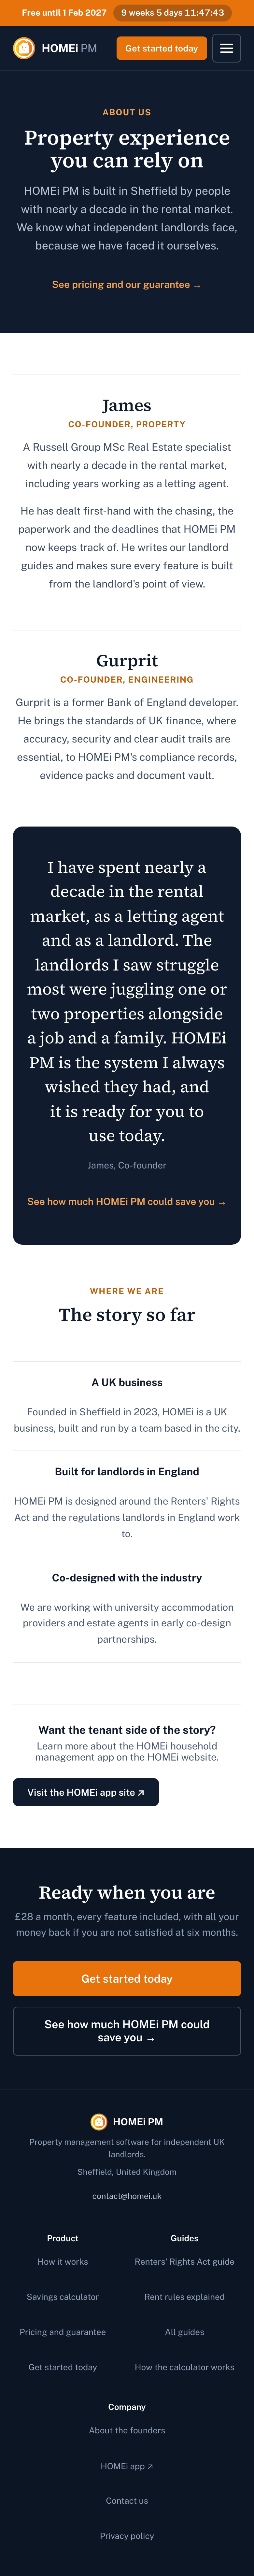 Free until 1 Feb 2027 9 weeks 5 days 11:47:43
HOMEi PM Get started today
ABOUT US
Property experience
you can rely on
HOMEi PM is built in Sheffield by people
with nearly a decade in the rental market.
We know what independent landlords face,
because we have faced it ourselves.
See pricing and our guarantee →
James
CO-FOUNDER, PROPERTY
A Russell Group MSc Real Estate specialist
with nearly a decade in the rental market,
including years working as a letting agent.
He has dealt first-hand with the chasing, the
paperwork and the deadlines that HOMEi PM
now keeps track of. He writes our landlord
guides and makes sure every feature is built
from the landlord's point of view.
Gurprit
CO-FOUNDER, ENGINEERING
Gurprit is a former Bank of England developer.
He brings the standards of UK finance, where
accuracy, security and clear audit trails are
essential, to HOMEi PM's compliance records,
evidence packs and document vault.
I have spent nearly a
decade in the rental
market, as a letting agent
and as a landlord. The
landlords I saw struggle
most were juggling one or
two properties alongside
a job and a family. HOMEi
PM is the system I always
wished they had, and
it is ready for you to
use today.
James, Co-founder
See how much HOMEi PM could save you →
WHERE WE ARE
The story so far
A UK business
Founded in Sheffield in 2023, HOMEi is a UK
business, built and run by a team based in the city.
Built for landlords in England
HOMEi PM is designed around the Renters' Rights
Act and the regulations landlords in England work
to.
Co-designed with the industry
We are working with university accommodation
providers and estate agents in early co-design
partnerships.
Want the tenant side of the story?
Learn more about the HOMEi household
management app on the HOMEi website.
Visit the HOMEi app site ↗
Ready when you are
£28 a month, every feature included, with all your
money back if you are not satisfied at six months.
Get started today
See how much HOMEi PM could
save you →
HOMEi PM
Property management software for independent UK
landlords.
Sheffield, United Kingdom
contact@homei.uk
Product
How it works
Savings calculator
Pricing and guarantee
Get started today
Guides
Renters' Rights Act guide
Rent rules explained
All guides
How the calculator works
Company
About the founders
HOMEi app ↗
Contact us
Privacy policy